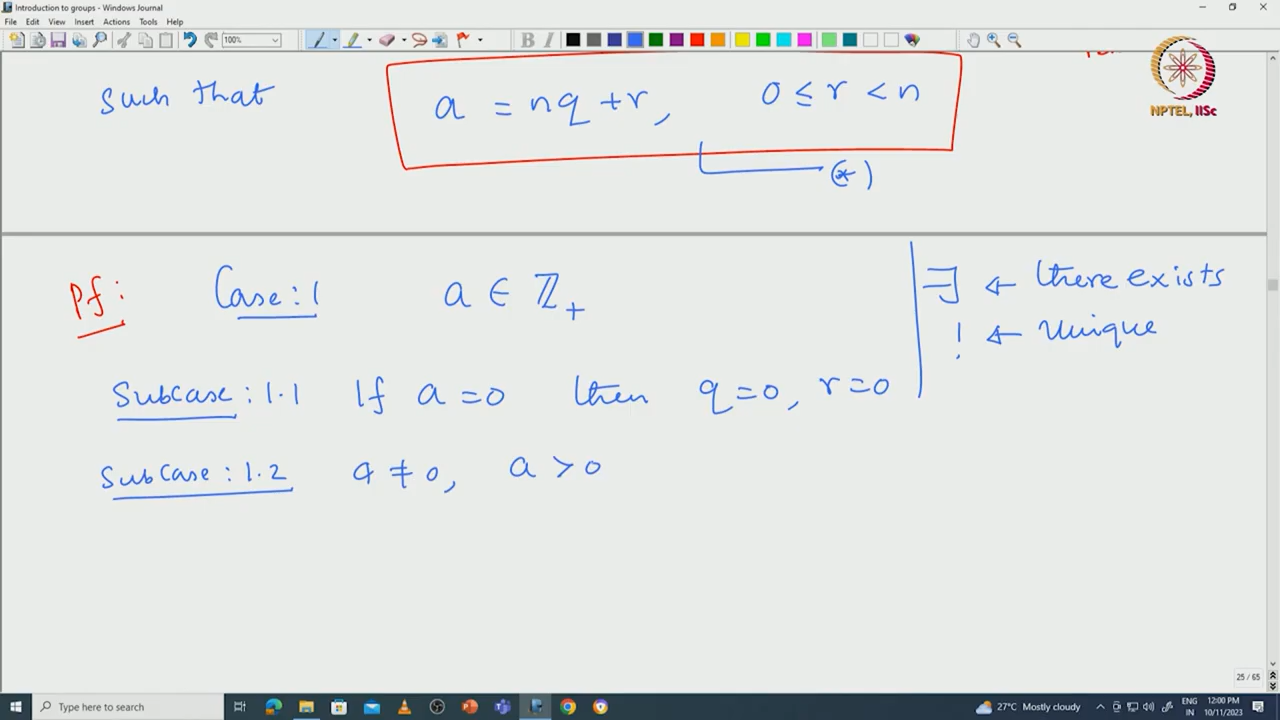 Introduction to groups - Windows Journal
File Edit View Insert Actions Tools Help
100%
B I
such that a = nq + r, 0 ≤ r < n
(*)
NPTEL, IISc
Pf: Case:1 a ∈ ℤ₊
∃ ← there exists
! ← unique
Subcase:1.1 If a = 0 then q = 0, r = 0
Subcase:1.2 a ≠ 0, a > 0
25 / 65
Type here to search
27°C Mostly cloudy
ENG
IN
12:00 PM
10/11/2023